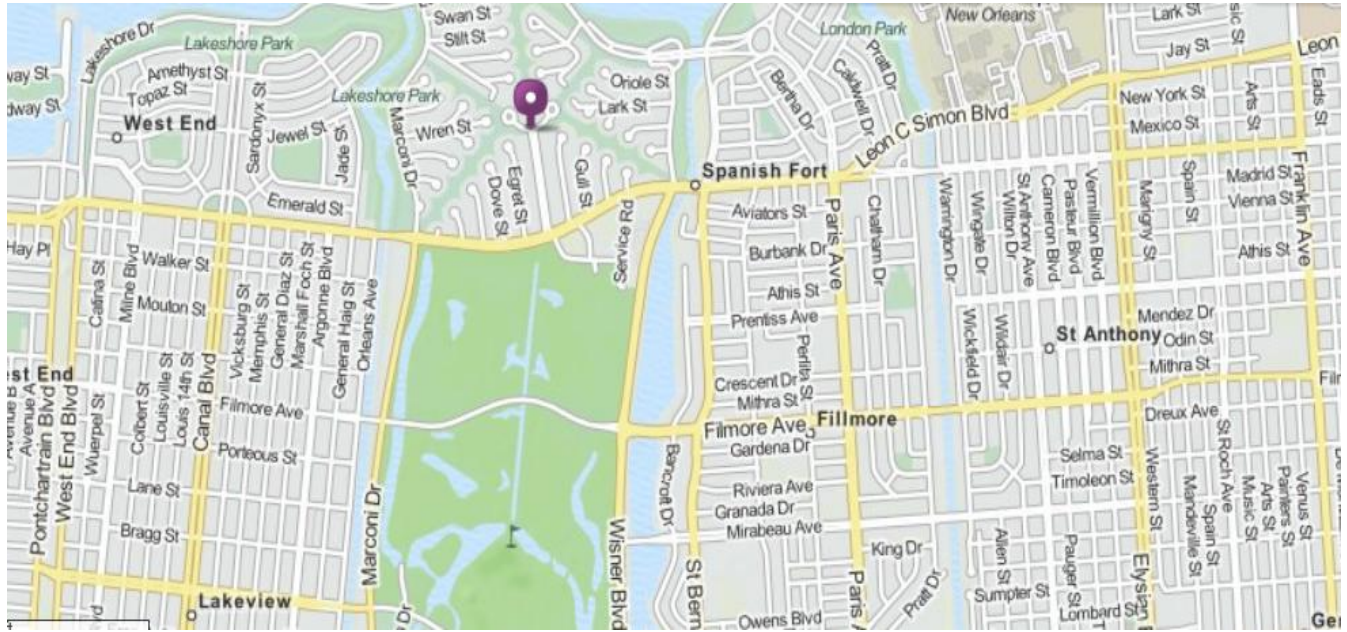 Swan St
Stilt St
Lakeshore Dr
Lakeshore Park
London Park
New Orleans
Lark St
Jay St
Leon
way St
dway St
Amethyst St
Topaz St
West End
Sardonyx St
Jewel St
Jade St
Emerald St
Lakeshore Park
Marconi Dr
Wren St
Oriole St
Lark St
Egret St
Dove St
Gull St
Service Rd
Bertha Dr
Caldwell Dr
Pratt Dr
Leon C Simon Blvd
New York St
Mexico St
Arts St
Eads St
Spanish Fort
Aviators St
Burbank Dr
Athis St
Prentiss Ave
Paris Ave
Chatham Dr
Warrington Dr
Wingate Dr
Wilton Dr
St Anthony Ave
Cameron Blvd
Pasteur Blvd
Vermillion Blvd
Marigny St
Spain St
Madrid St
Vienna St
Athis St
Franklin Ave
Hay Pl
Catina St
Milne Blvd
Walker St
Mouton St
Vicksburg St
Memphis St
General Diaz St
Marshall Foch St
Argonne Blvd
General Haig St
Orleans Ave
Wickfield Dr
Wildair Dr
St Anthony
Mendez Dr
Odin St
Mithra St
est End
Avenue A
Pontchartrain Blvd
West End Blvd
Wuerpel St
Colbert St
Louisville St
Louis 14th St
Canal Blvd
Filmore Ave
Porteous St
Lane St
Bragg St
Lakeview
Marconi Dr
Wisner Blvd
Bancroft Dr
St Bern
Crescent Dr
Mithra St
Perlita St
Filmore Ave
Fillmore
Gardena Dr
Riviera Ave
Granada Dr
Mirabeau Ave
Owens Blvd
Paris A
King Dr
Pratt Dr
Allen St
Sumpter St
Pauger St
Lombard St
Selma St
Timoleon St
Dreux Ave
Western St
Elysian
Mandeville St
Spain St
St Roch Ave
Music St
Arts St
Painters St
Venus St
Ger